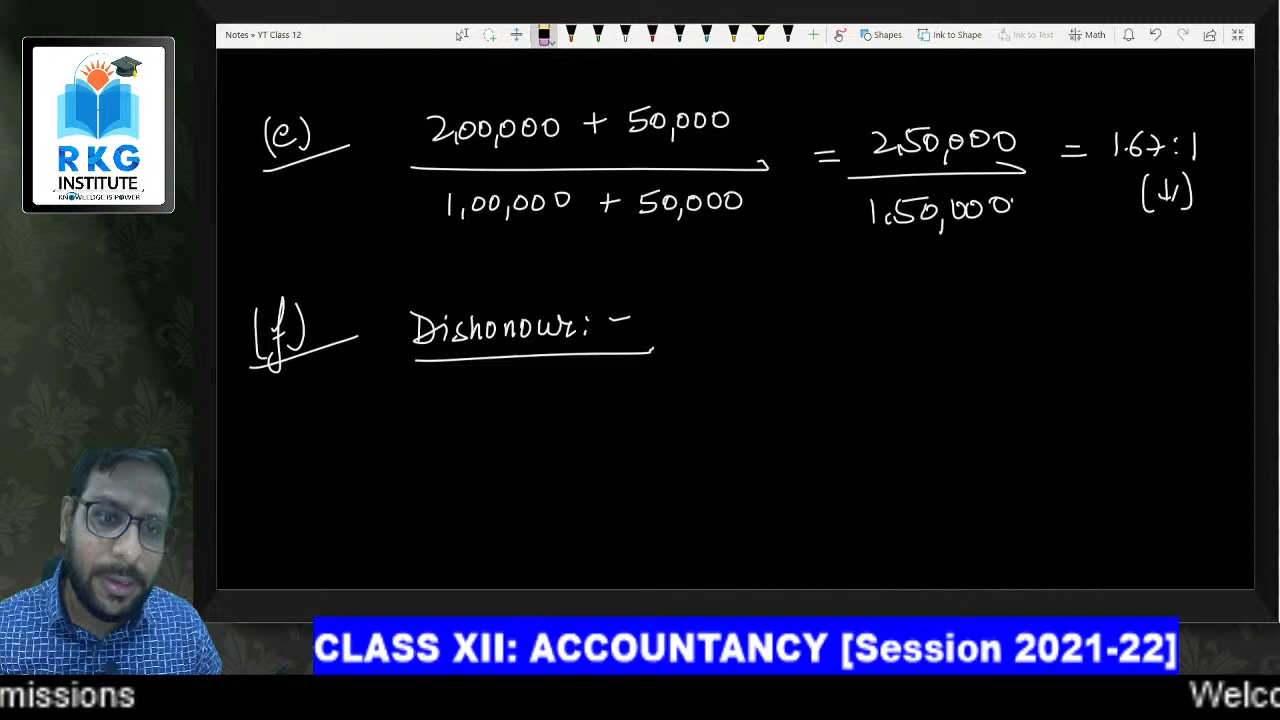 Notes » YT Class 12
Shapes
Ink to Shape
Ink to Text
Math
RKG
INSTITUTE
KNOWLEDGE IS POWER
(e) 2,00,000 + 50,000 / 1,00,000 + 50,000 = 2,50,000 / 1,50,000 = 1.67:1
(↓)
(f) Dishonour: -
CLASS XII: ACCOUNTANCY [Session 2021-22]
missions Welco